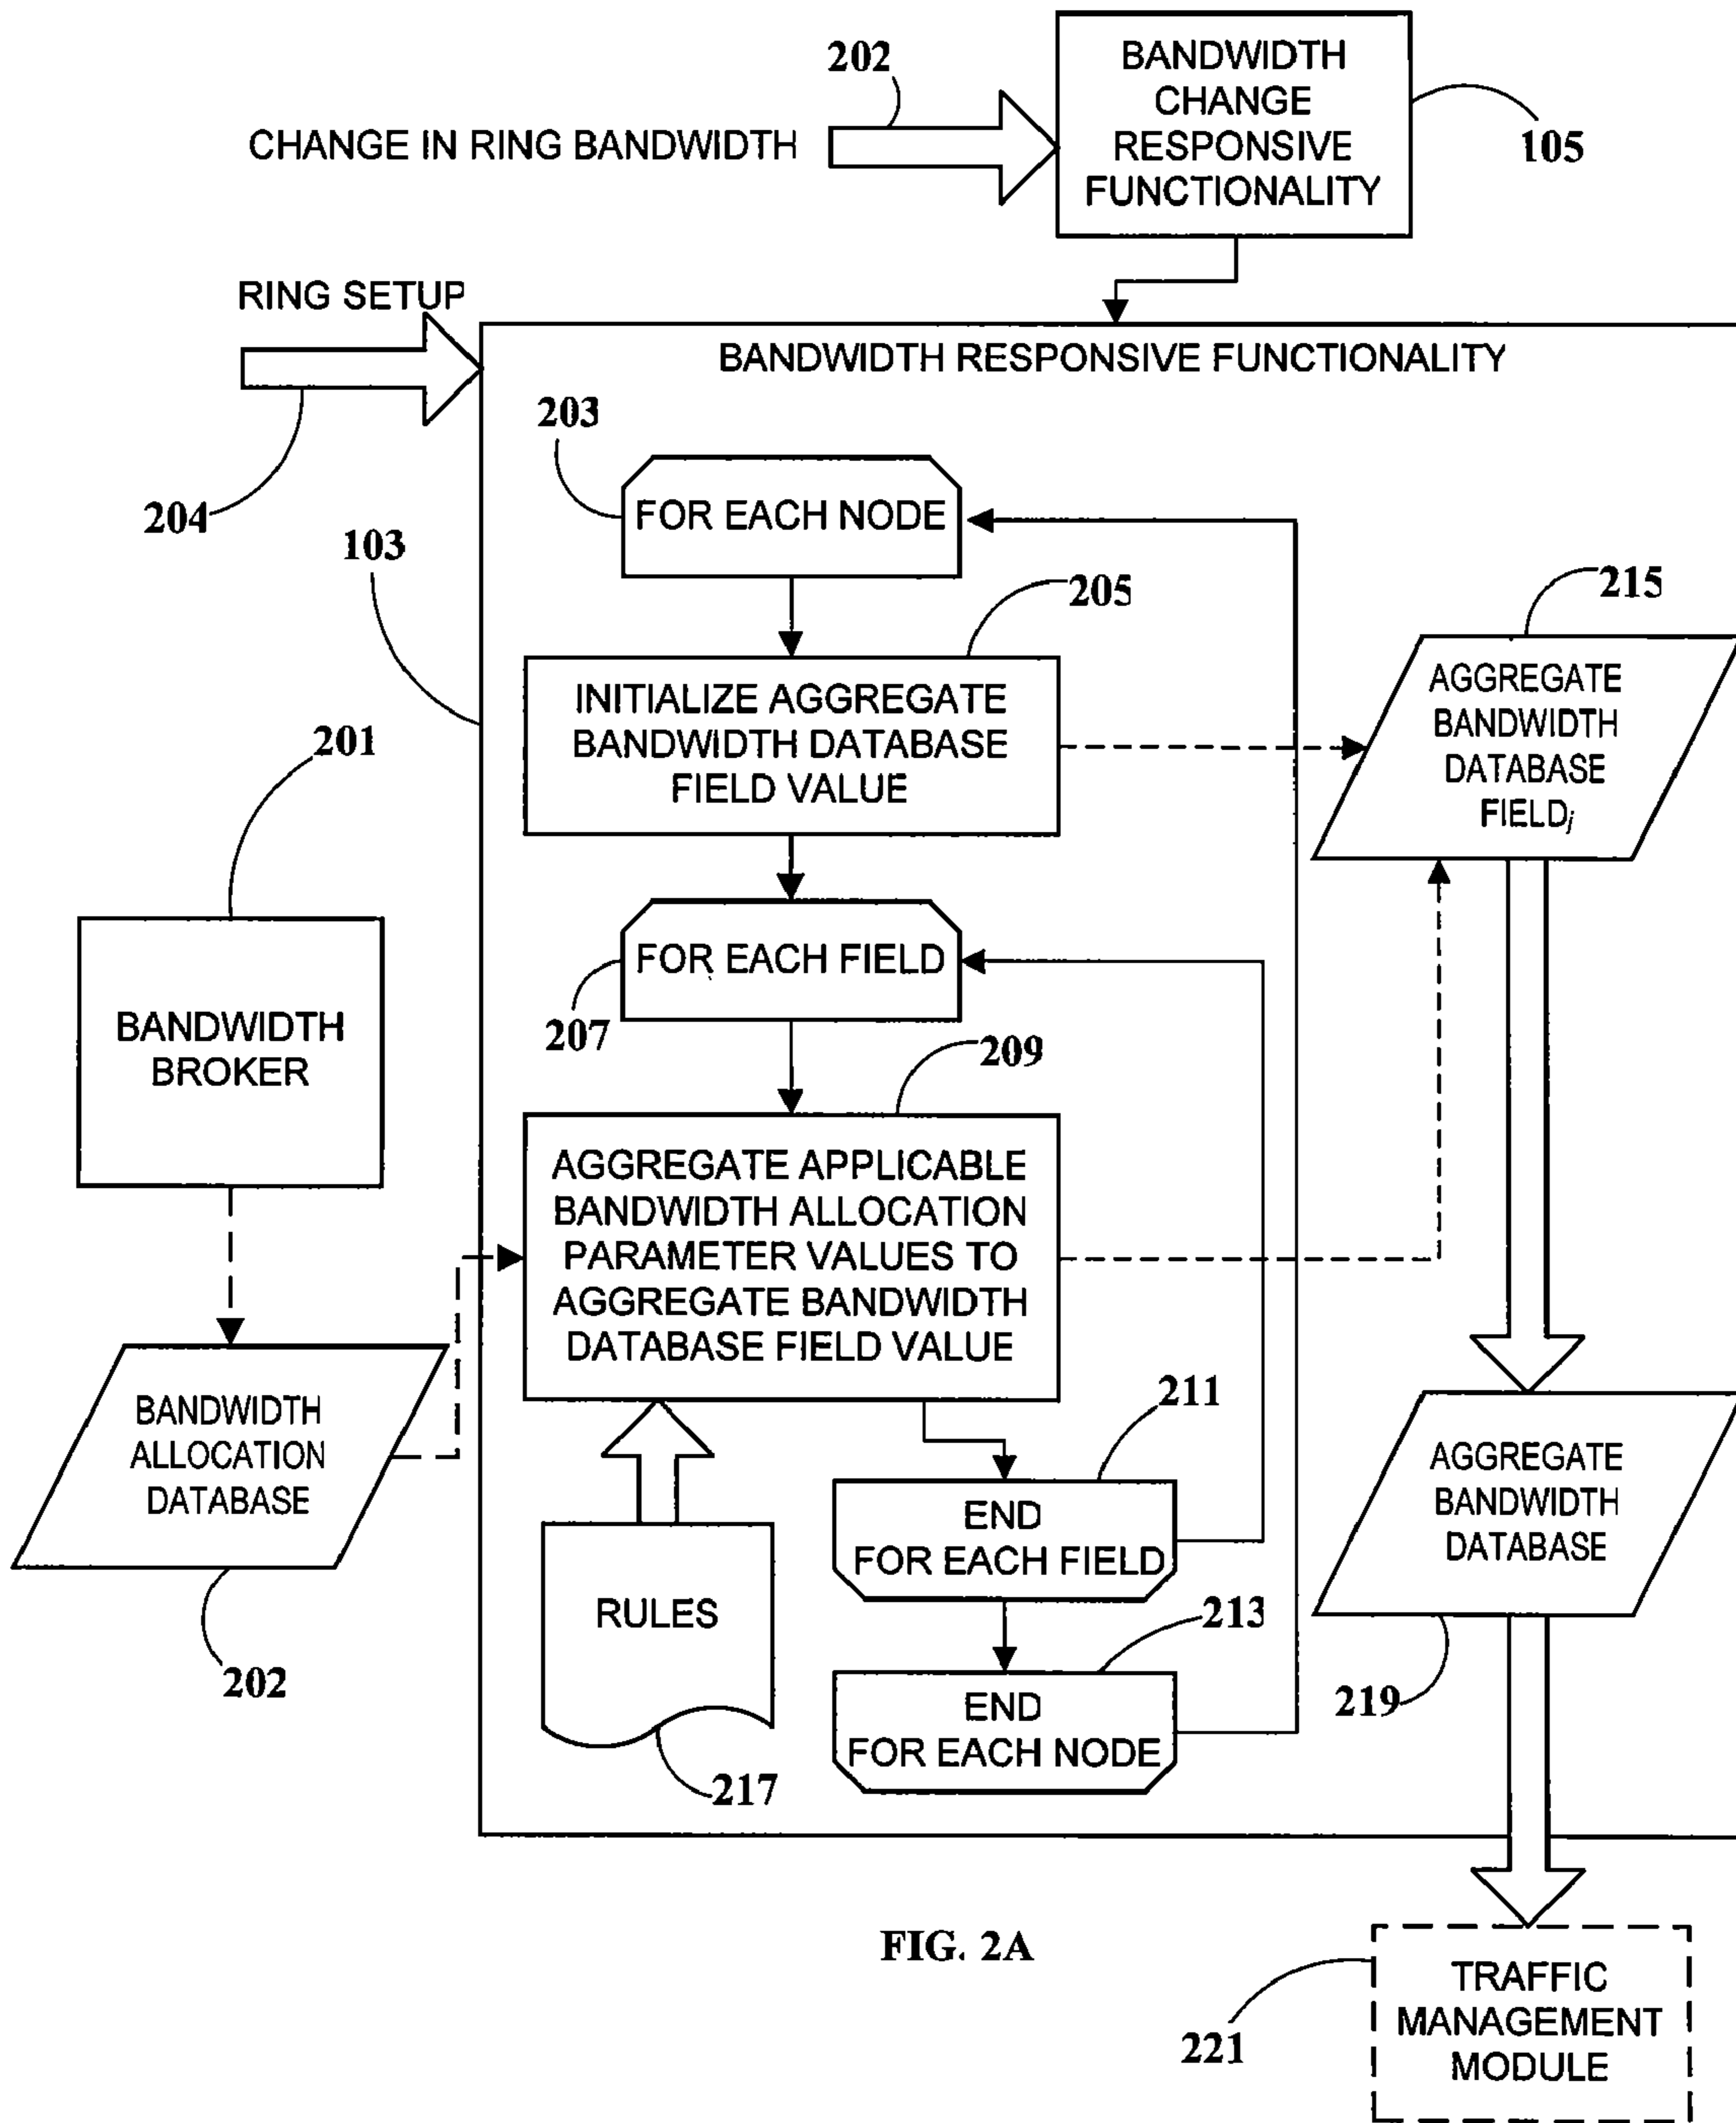 202
BANDWIDTH
CHANGE
RESPONSIVE
FUNCTIONALITY
CHANGE IN RING BANDWIDTH
105
RING SETUP
204
BANDWIDTH RESPONSIVE FUNCTIONALITY
203
FOR EACH NODE
103
205
215
INITIALIZE AGGREGATE
BANDWIDTH DATABASE
FIELD VALUE
AGGREGATE
BANDWIDTH
DATABASE
FIELDj
201
BANDWIDTH
BROKER
FOR EACH FIELD
207
209
AGGREGATE APPLICABLE
BANDWIDTH ALLOCATION
PARAMETER VALUES TO
AGGREGATE BANDWIDTH
DATABASE FIELD VALUE
BANDWIDTH
ALLOCATION
DATABASE
202
211
END
FOR EACH FIELD
AGGREGATE
BANDWIDTH
DATABASE
219
RULES
217
213
END
FOR EACH NODE
FIG. 2A
221
TRAFFIC
MANAGEMENT
MODULE